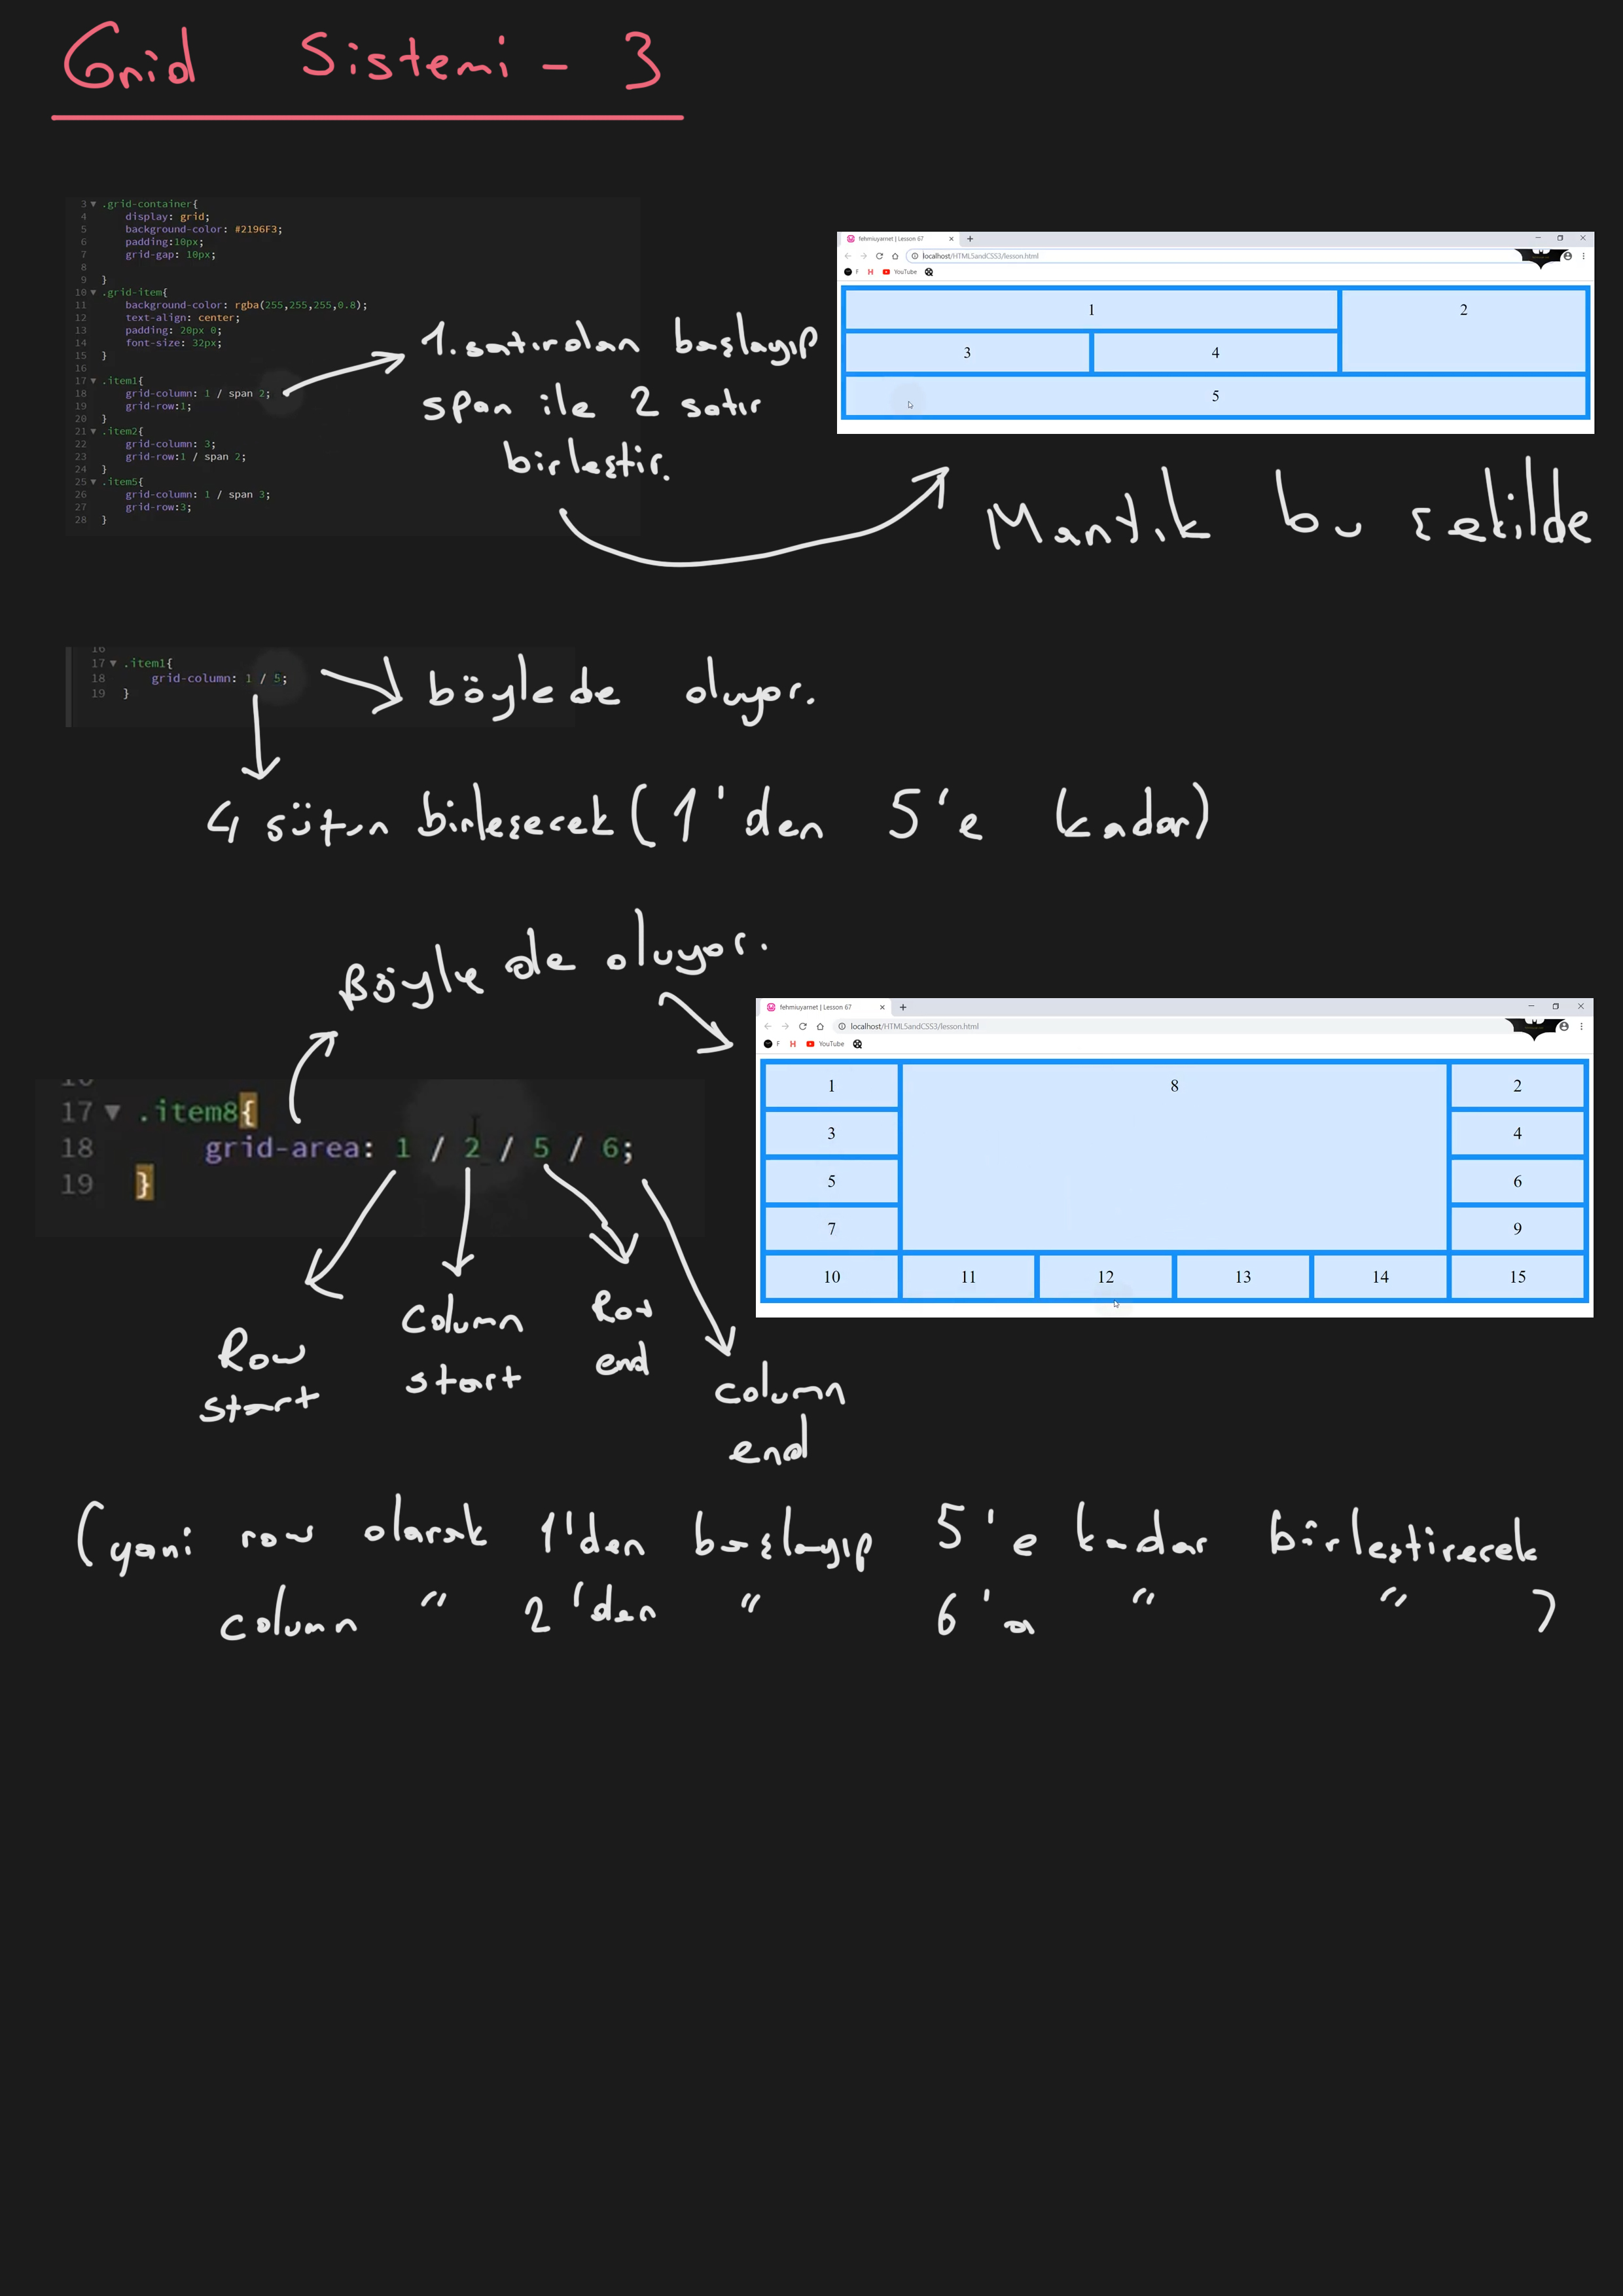 Grid Sistemi - 3
3 .grid-container{
4 display: grid;
5 background-color: #2196F3;
6 padding:10px;
7 grid-gap: 10px;
8
9 }
10 .grid-item{
11 background-color: rgba(255,255,255,0.8);
12 text-align: center;
13 padding: 20px 0;
14 font-size: 32px;
15 }
16
17 .item1{
18 grid-column: 1 / span 2;
19 grid-row:1;
20 }
21 .item2{
22 grid-column: 3;
23 grid-row:1 / span 2;
24 }
25 .item5{
26 grid-column: 1 / span 3;
27 grid-row:3;
28 }
1. satırdan başlayıp
span ile 2 satır
birleştir.
fehmiuyarnet | Lesson 67
localhost/HTML5andCSS3/lesson.html
F H YouTube
1 2
3 4
5
Mantık bu şekilde
16
17 .item1{
18 grid-column: 1 / 5;
19 }
böylede oluyor.
4 sütun birleşecek (1'den 5'e kadar)
Böyle de oluyor.
16
17 .item8{
18 grid-area: 1 / 2 / 5 / 6;
19 }
Row
start
Column
start
Row
end
column
end
fehmiuyarnet | Lesson 67
localhost/HTML5andCSS3/lesson.html
F H YouTube
1 8 2
3 4
5 6
7 9
10 11 12 13 14 15
(yani row olarak 1'den başlayıp 5'e kadar birleştirecek
column " 2'den " 6'a " " )